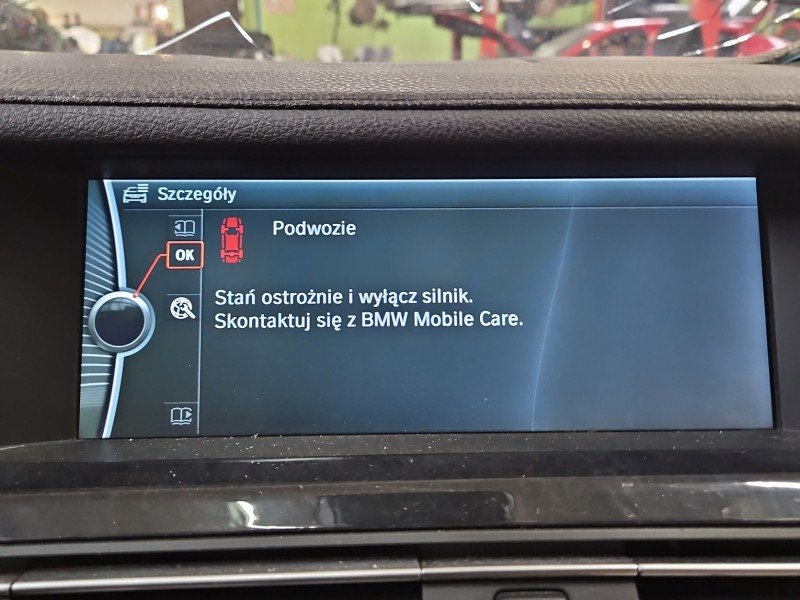 Szczegóły
OK
Podwozie
Stań ostrożnie i wyłącz silnik.
Skontaktuj się z BMW Mobile Care.